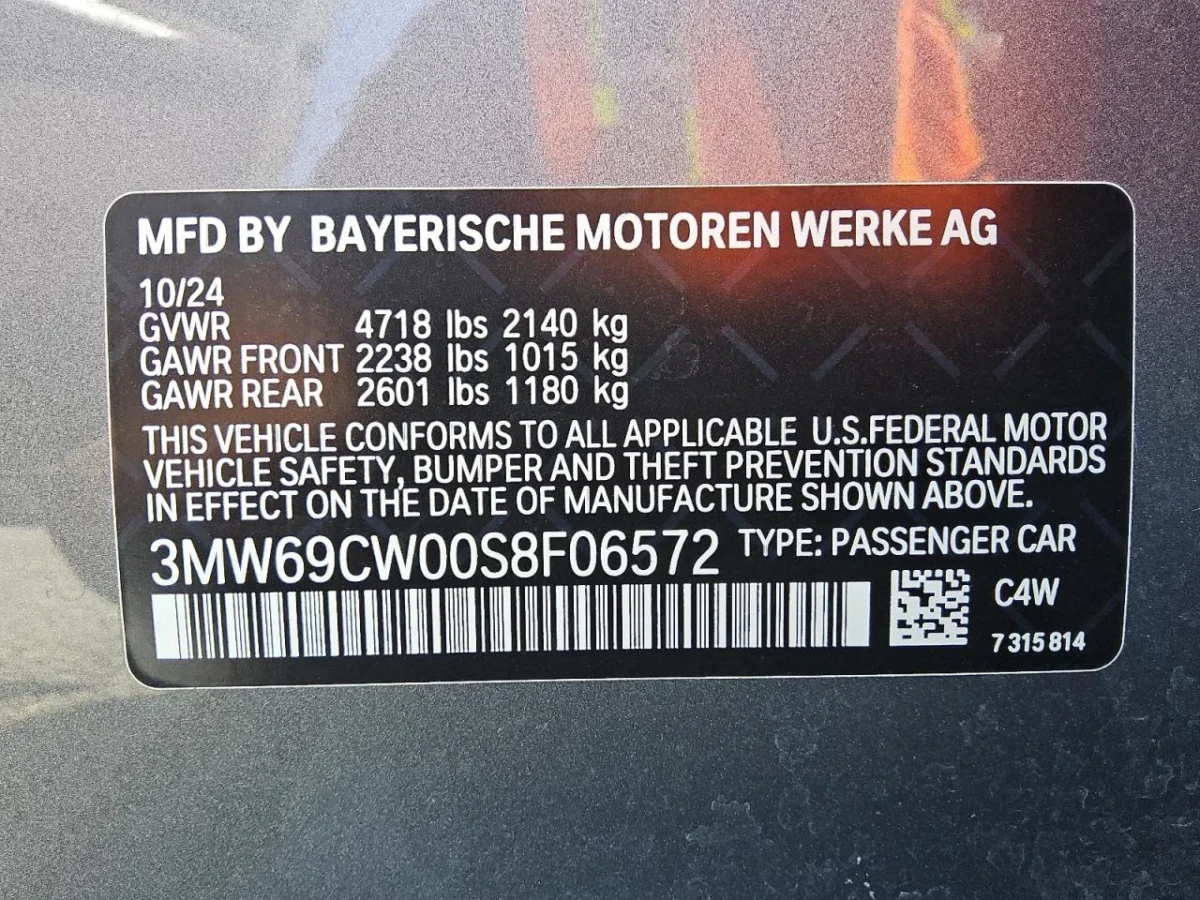 MFD BY BAYERISCHE MOTOREN WERKE AG
10/24
GVWR 4718 lbs 2140 kg
GAWR FRONT 2238 lbs 1015 kg
GAWR REAR 2601 lbs 1180 kg
THIS VEHICLE CONFORMS TO ALL APPLICABLE U.S.FEDERAL MOTOR
VEHICLE SAFETY, BUMPER AND THEFT PREVENTION STANDARDS
IN EFFECT ON THE DATE OF MANUFACTURE SHOWN ABOVE.
3MW69CW00S8F06572 TYPE: PASSENGER CAR
C4W
7 315 814